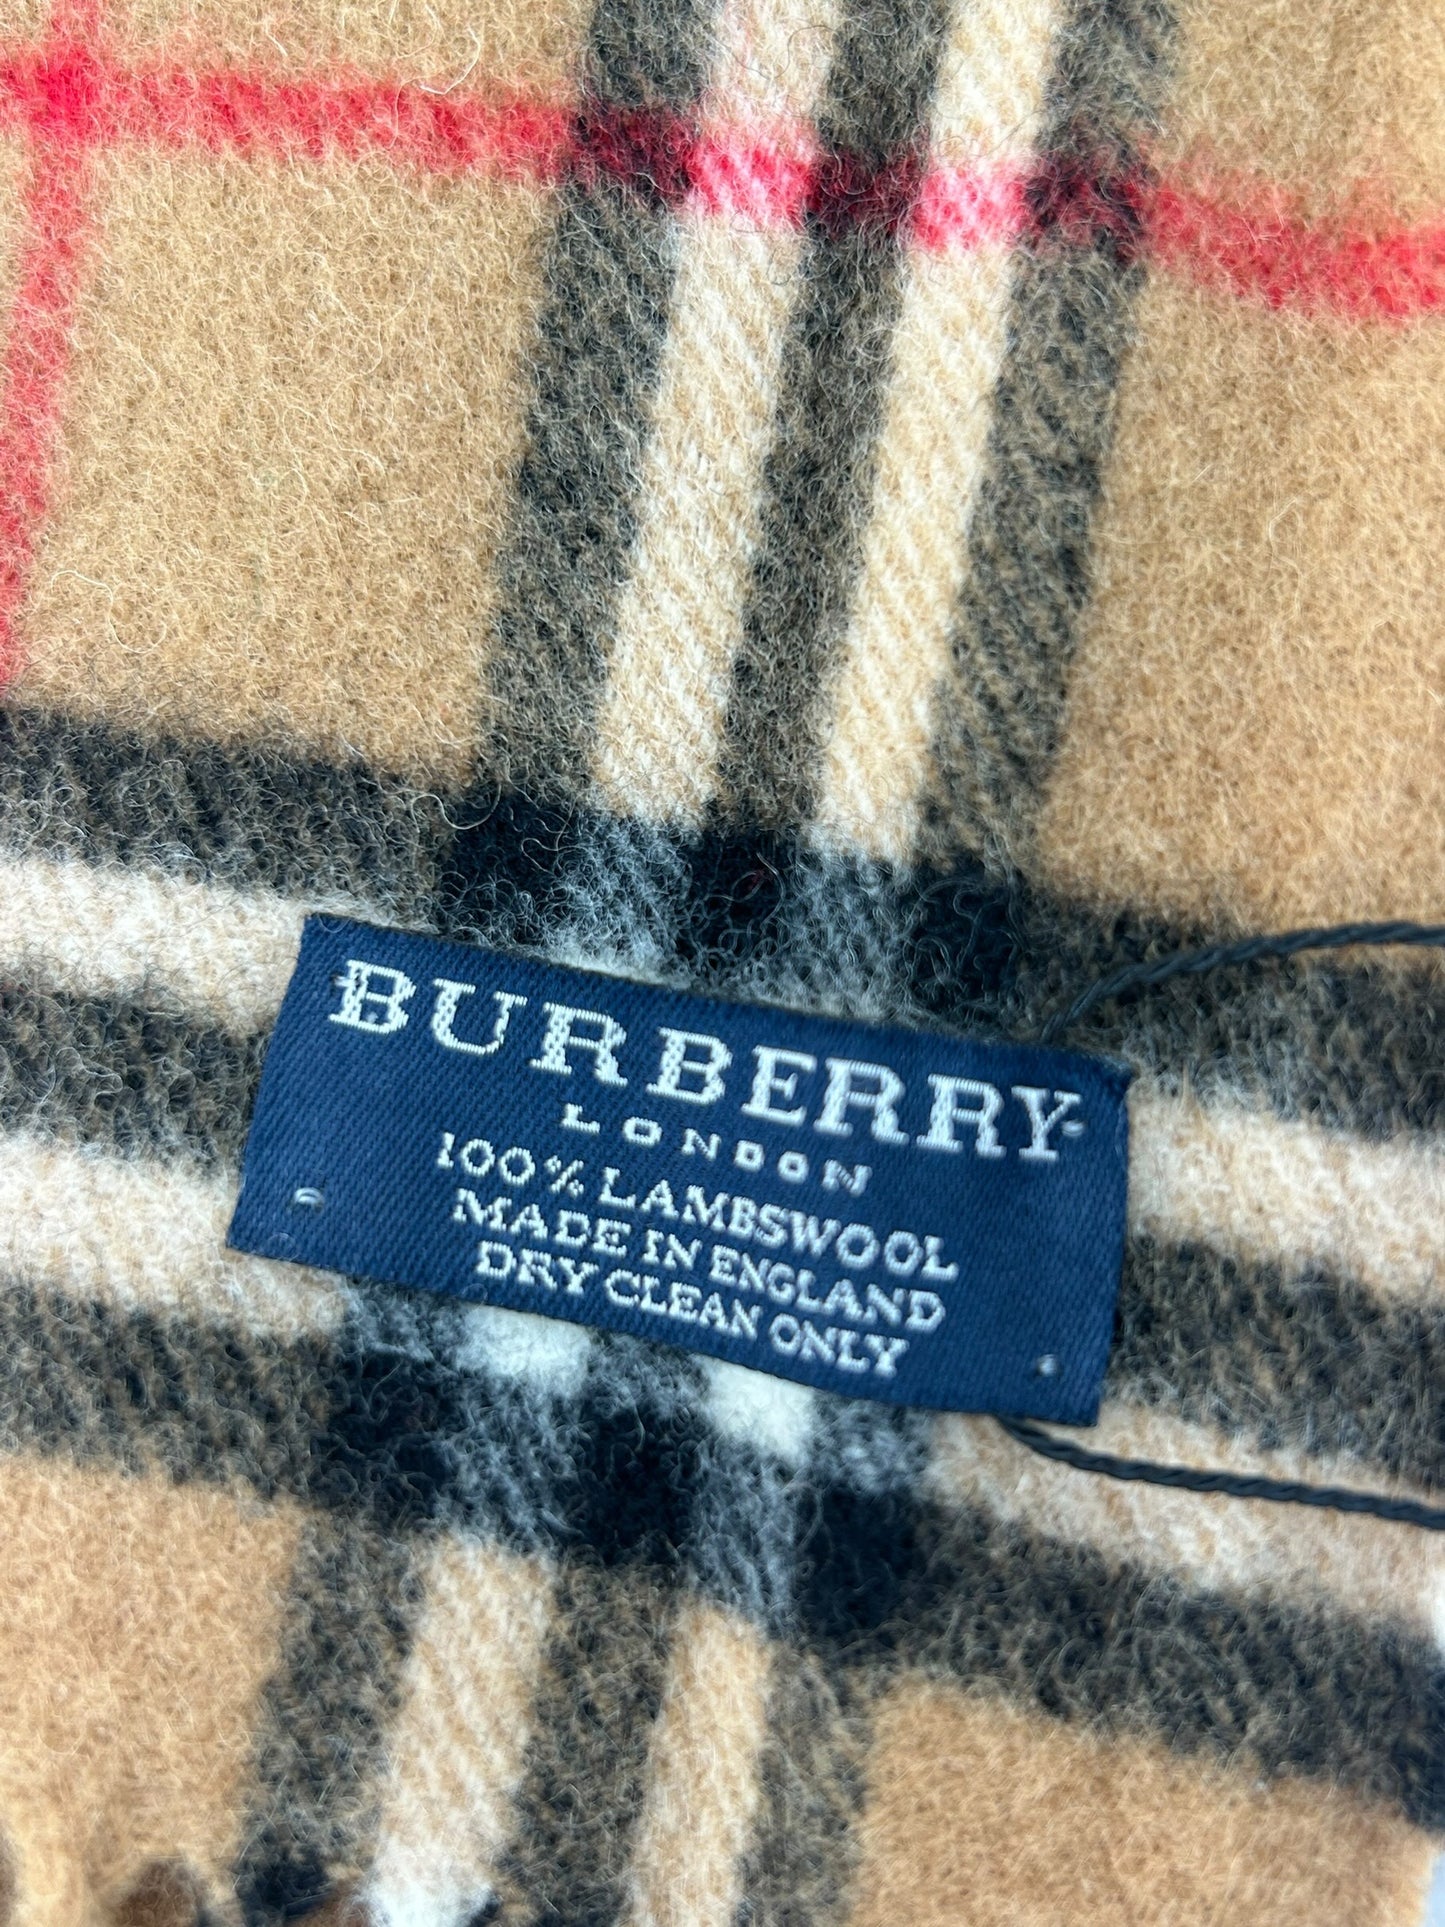 BURBERRY
LONDON
100% LAMBSWOOL
MADE IN ENGLAND
DRY CLEAN ONLY